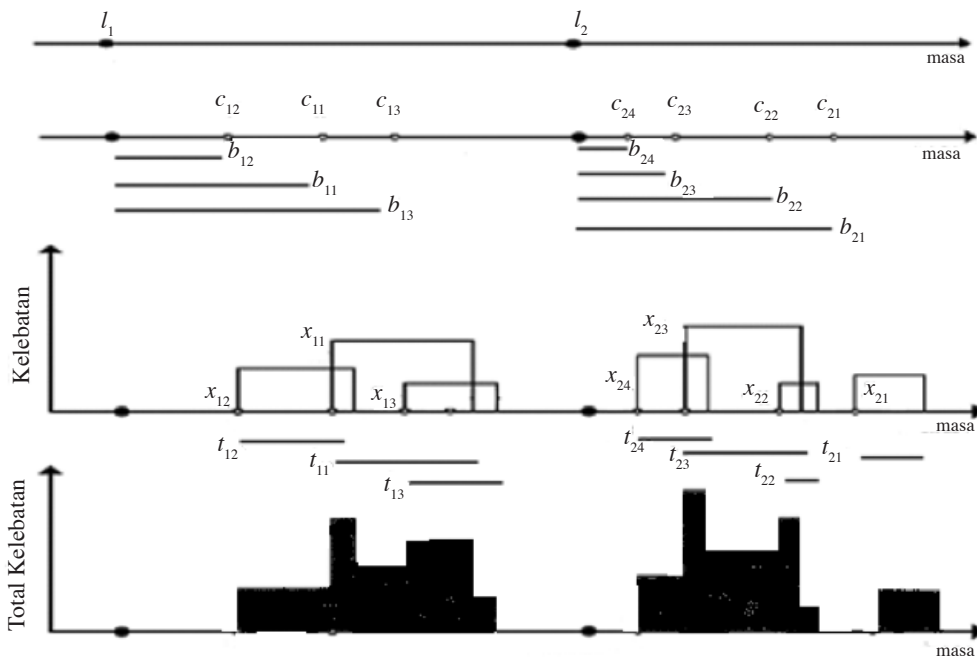 l₁ l₂
masa
c₁₂ c₁₁ c₁₃ c₂₄ c₂₃ c₂₂ c₂₁
masa
b₁₂ b₂₄
b₁₁ b₂₃
b₁₃ b₂₂
b₂₁
Kelebatan
x₁₂ x₁₁ x₁₃ x₂₄ x₂₃ x₂₂ x₂₁
masa
t₁₂ t₂₄ t₂₁
t₁₁ t₂₃
t₁₃ t₂₂
Total Kelebatan
masa